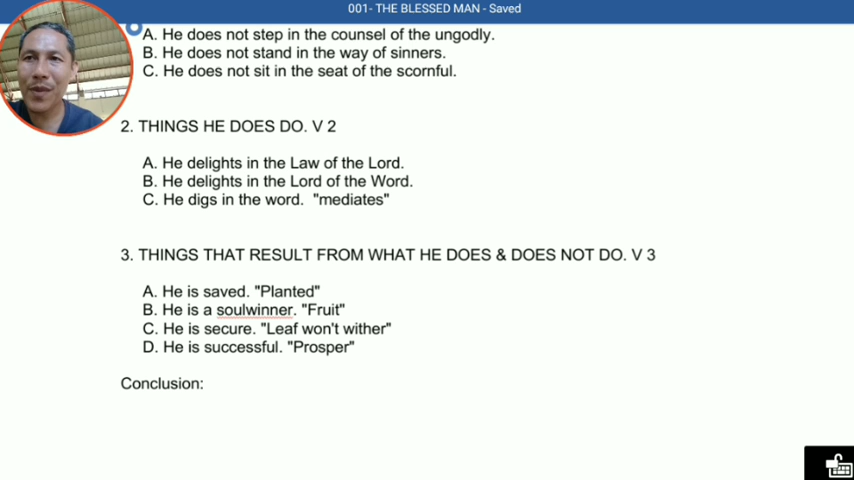 001- THE BLESSED MAN - Saved
A. He does not step in the counsel of the ungodly.
B. He does not stand in the way of sinners.
C. He does not sit in the seat of the scornful.
2. THINGS HE DOES DO. V 2
A. He delights in the Law of the Lord.
B. He delights in the Lord of the Word.
C. He digs in the word. "mediates"
3. THINGS THAT RESULT FROM WHAT HE DOES & DOES NOT DO. V 3
A. He is saved. "Planted"
B. He is a soulwinner. "Fruit"
C. He is secure. "Leaf won't wither"
D. He is successful. "Prosper"
Conclusion: